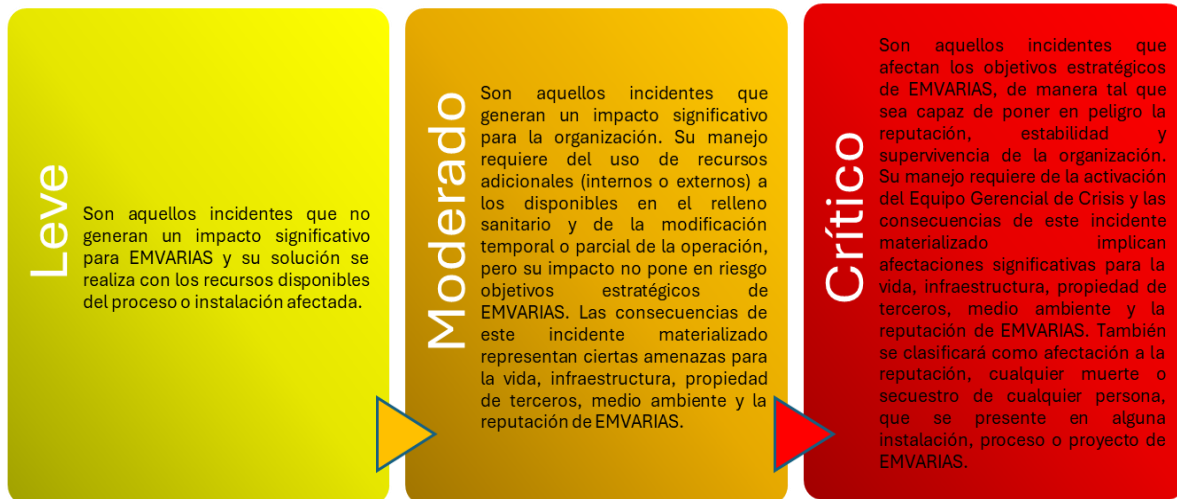 Leve
Son aquellos incidentes que no
generan un impacto significativo
para EMVARIAS y su solución se
realiza con los recursos disponibles
del proceso o instalación afectada.
Moderado
Son aquellos incidentes que
generan un impacto significativo
para la organización. Su manejo
requiere del uso de recursos
adicionales (internos o externos) a
los disponibles en el relleno
sanitario y de la modificación
temporal o parcial de la operación,
pero su impacto no pone en riesgo
objetivos estratégicos de
EMVARIAS. Las consecuencias de
este incidente materializado
representan ciertas amenazas para
la vida, infraestructura, propiedad
de terceros, medio ambiente y la
reputación de EMVARIAS.
Crítico
Son aquellos incidentes que
afectan los objetivos estratégicos
de EMVARIAS, de manera tal que
sea capaz de poner en peligro la
reputación, estabilidad y
supervivencia de la organización.
Su manejo requiere de la activación
del Equipo Gerencial de Crisis y las
consecuencias de este incidente
materializado implican
afectaciones significativas para la
vida, infraestructura, propiedad de
terceros, medio ambiente y la
reputación de EMVARIAS. También
se clasificará como afectación a la
reputación, cualquier muerte o
secuestro de cualquier persona,
que se presente en alguna
instalación, proceso o proyecto de
EMVARIAS.